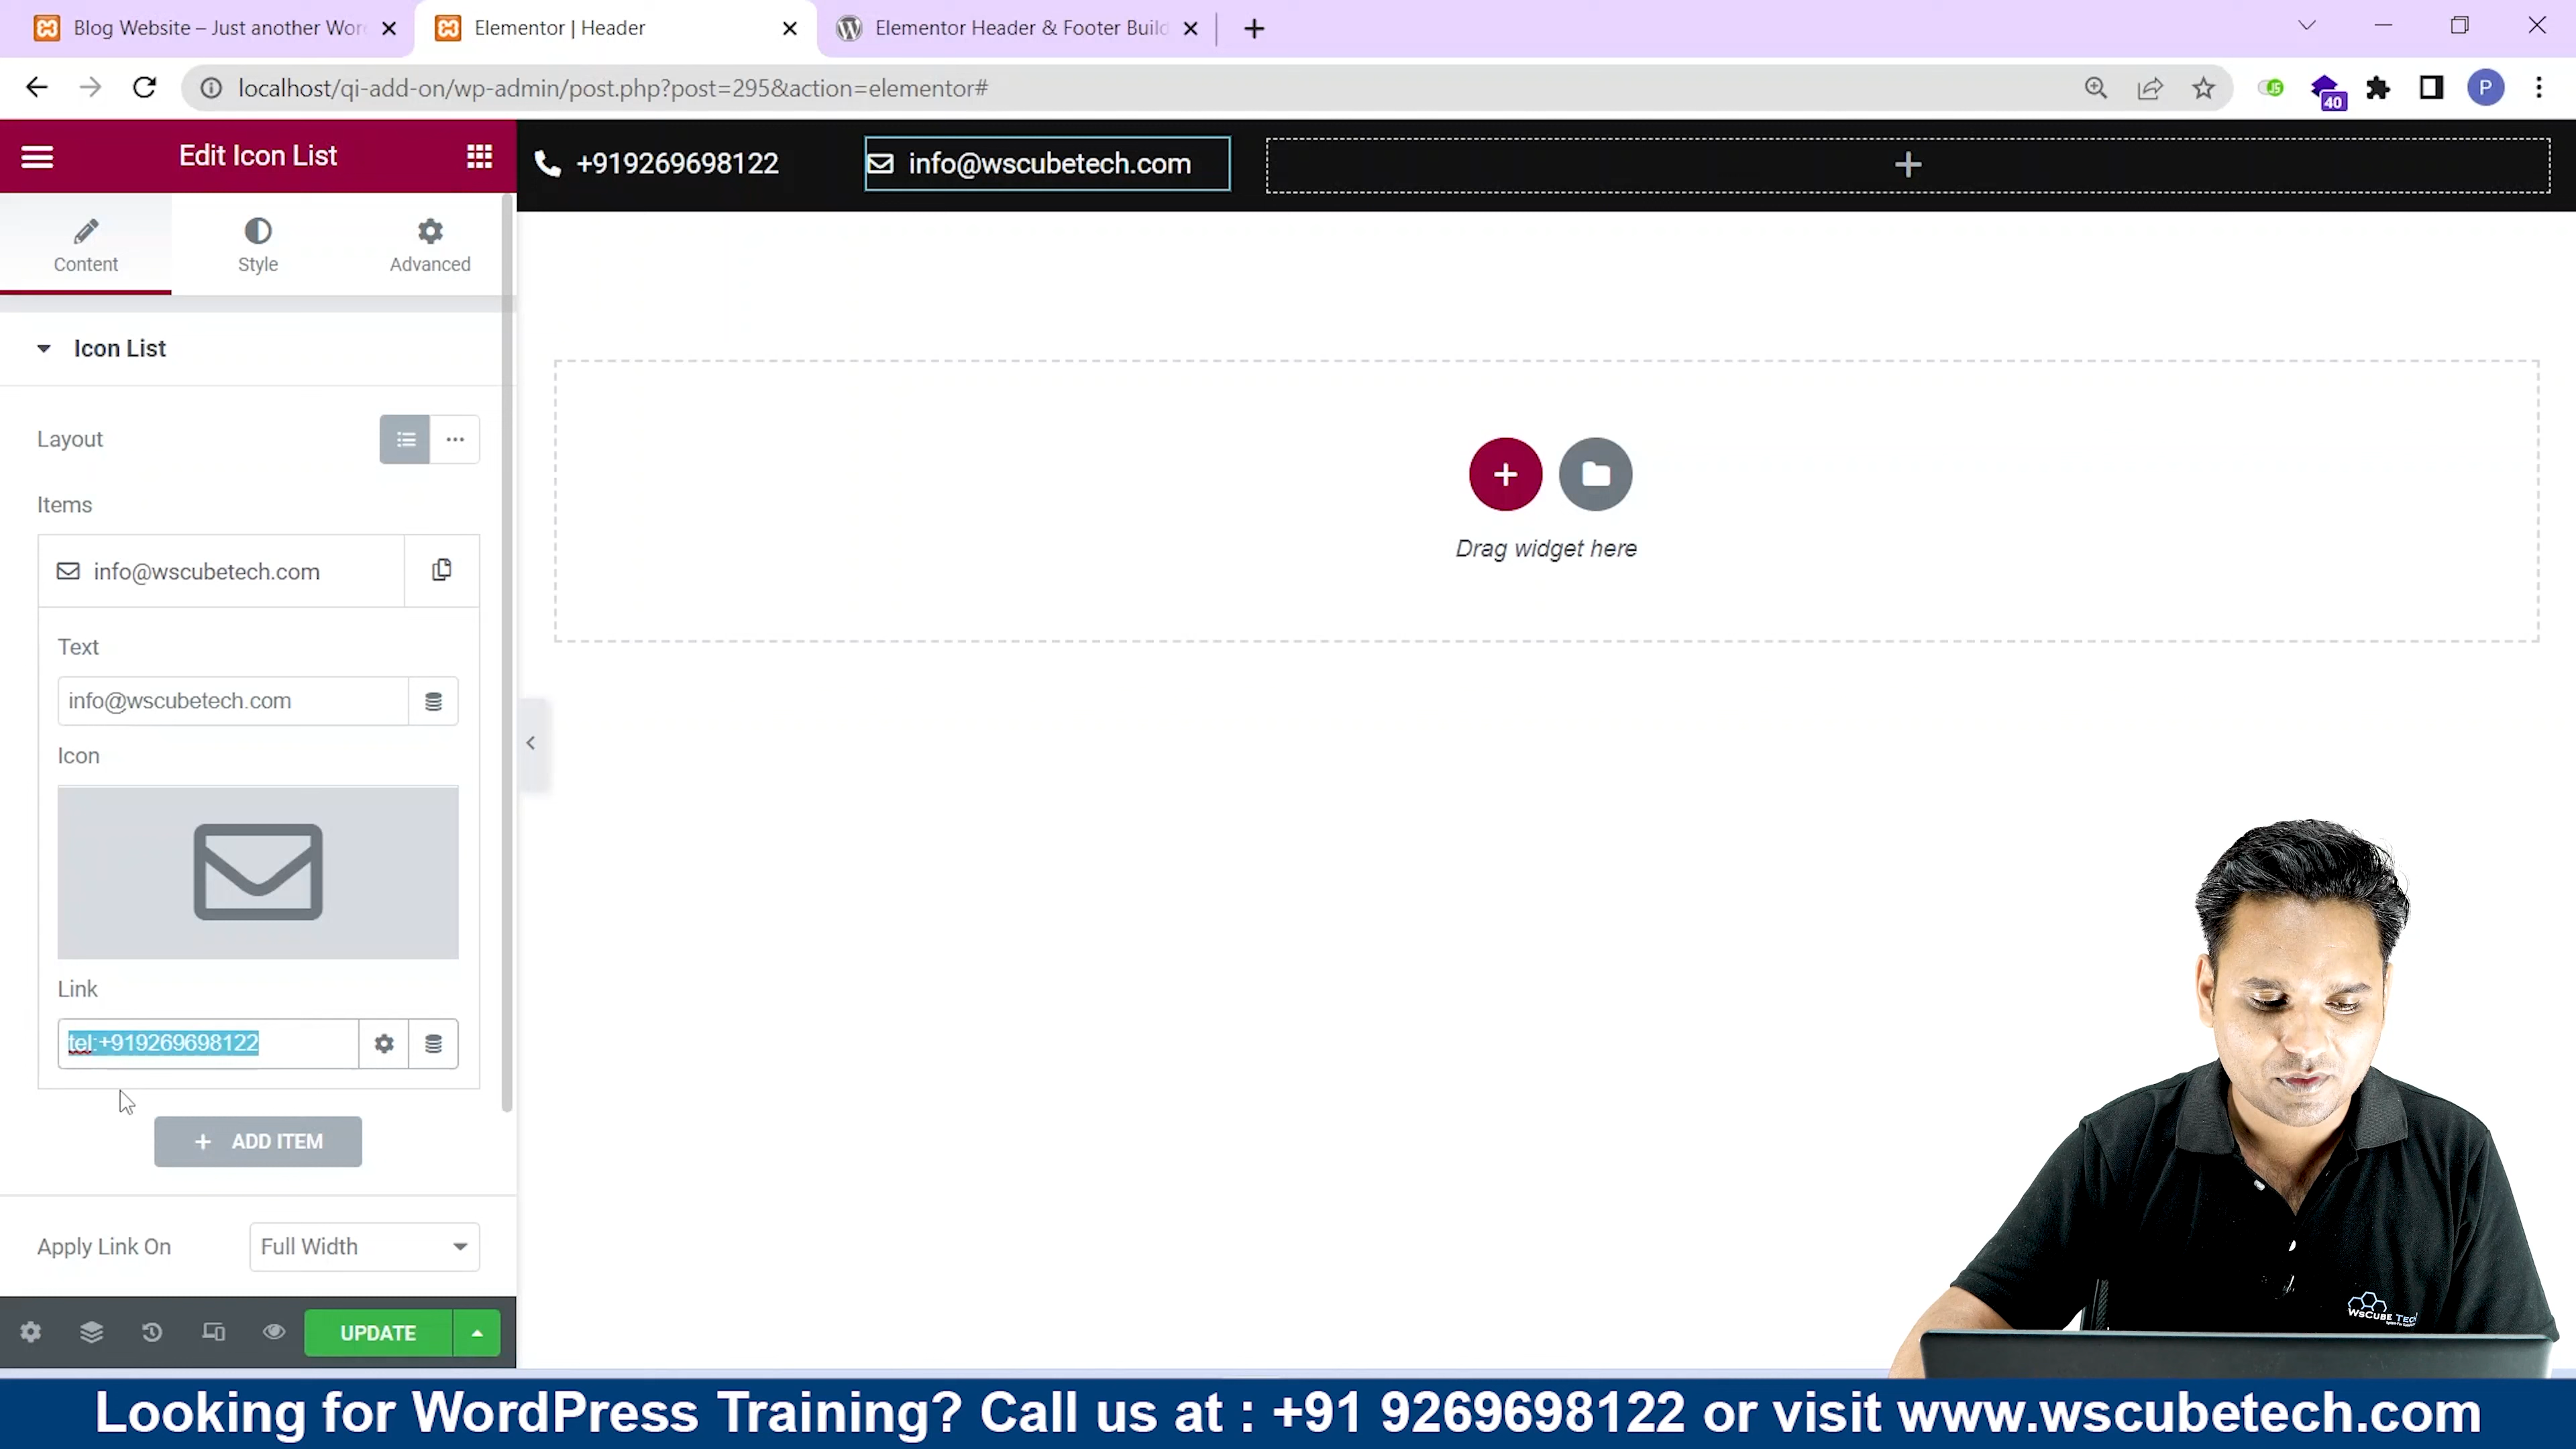 Blog Website – Just another Wor
Elementor | Header
Elementor Header & Footer Build
localhost/qi-add-on/wp-admin/post.php?post=295&action=elementor#
40
P
Edit Icon List
+919269698122
info@wscubetech.com
Content
Style
Advanced
Icon List
Layout
Items
info@wscubetech.com
Text
info@wscubetech.com
Icon
Link
tel:+919269698122
+ ADD ITEM
Apply Link On
Full Width
UPDATE
Drag widget here
WsCube Tech
Looking for WordPress Training? Call us at : +91 9269698122 or visit www.wscubetech.com